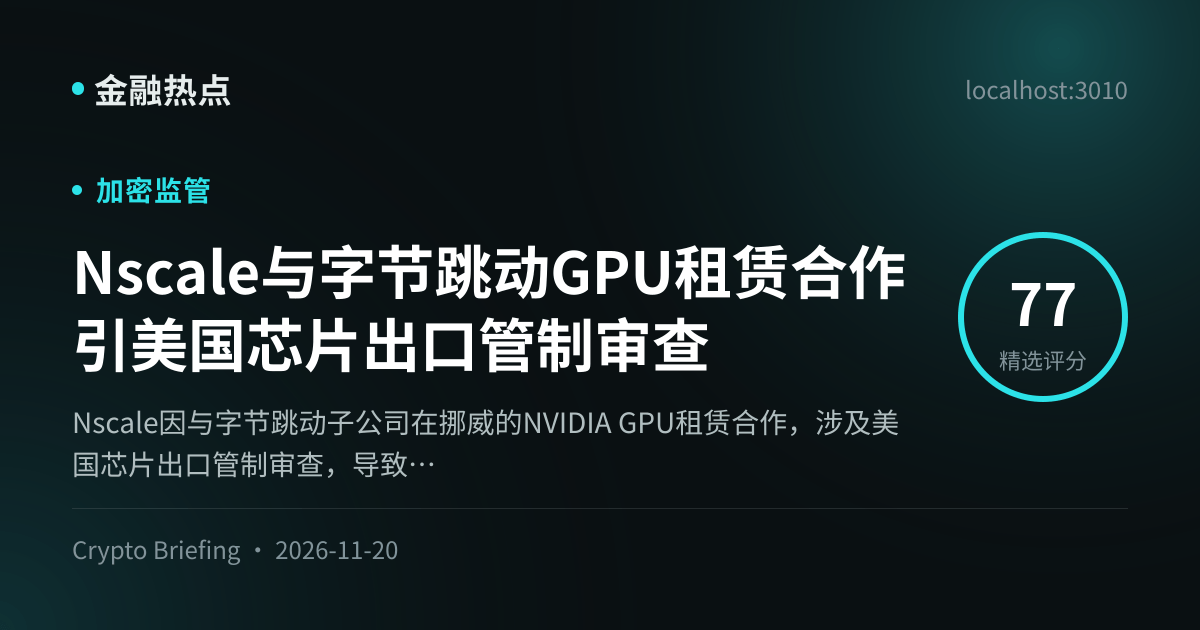 金融热点
localhost:3010
加密监管
Nscale与字节跳动GPU租赁合作
引美国芯片出口管制审查
77
精选评分
Nscale因与字节跳动子公司在挪威的NVIDIA GPU租赁合作，涉及美
国芯片出口管制审查，导致…
Crypto Briefing · 2026-11-20